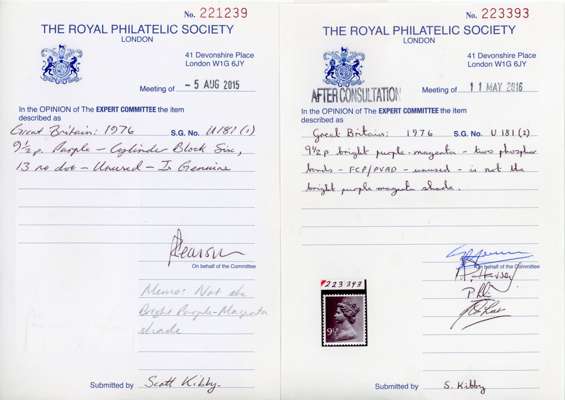 No. 221239
THE ROYAL PHILATELIC SOCIETY
LONDON
41 Devonshire Place
London W1G 6JY
Meeting of - 5 AUG 2015
In the OPINION of The EXPERT COMMITTEE the item
described as
Great Britain: 1976 S.G. No. U181(1)
9½p. Purple - Cylinder Block Six,
13 no dot - Unused - Is Genuine
On behalf of the Committee
Memo: Not the
Bright Purple-Magenta
shade
Submitted by Scott Kibby.
No. 223393
THE ROYAL PHILATELIC SOCIETY
LONDON
41 Devonshire Place
London W1G 6JY
Meeting of 11 MAY 2016
AFTER CONSULTATION
In the OPINION of The EXPERT COMMITTEE the item
described as
Great Britain: 1976 S.G. No. U181(2)
9½p bright purple-magenta - two phosphor
bands - FCP/PVAD - unused - is not the
bright purple magenta shade.
On behalf of the Committee
223393
9½P
Submitted by S. Kibby